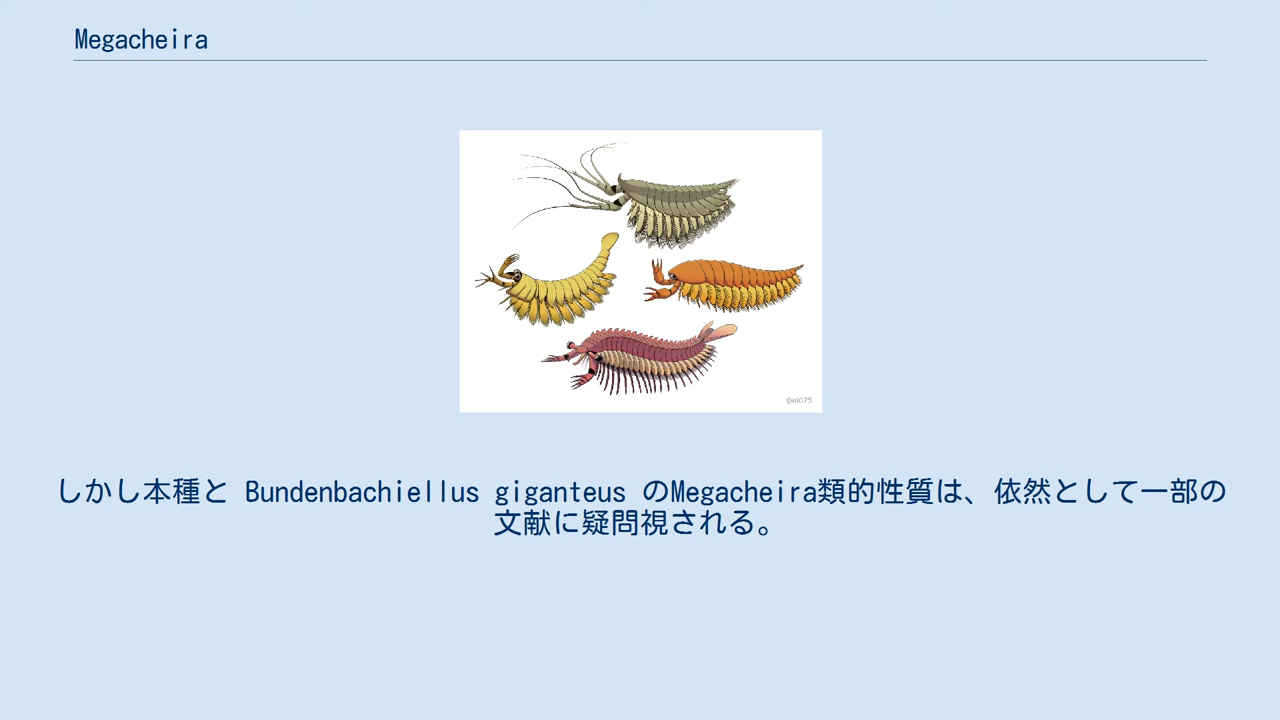 Megacheira
@ni075
しかし本種と Bundenbachiellus giganteus のMegacheira類的性質は、依然として一部の
文献に疑問視される。